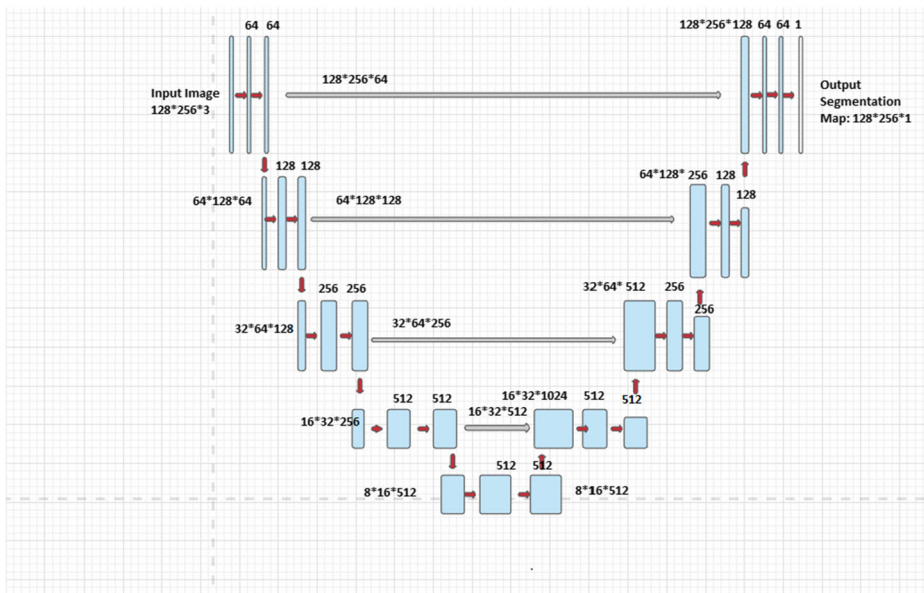 64 64
128*256*128 64 64 1
128*256*64
Input Image
128*256*3
Output
Segmentation
Map: 128*256*1
128 128
64*128*64
64*128*128
64*128* 256 128
128
256 256
32*64*128
32*64*256
32*64* 512 256
256
512 512
16*32*256
16*32*512
16*32*1024 512 512
8*16*512
512 512
8*16*512